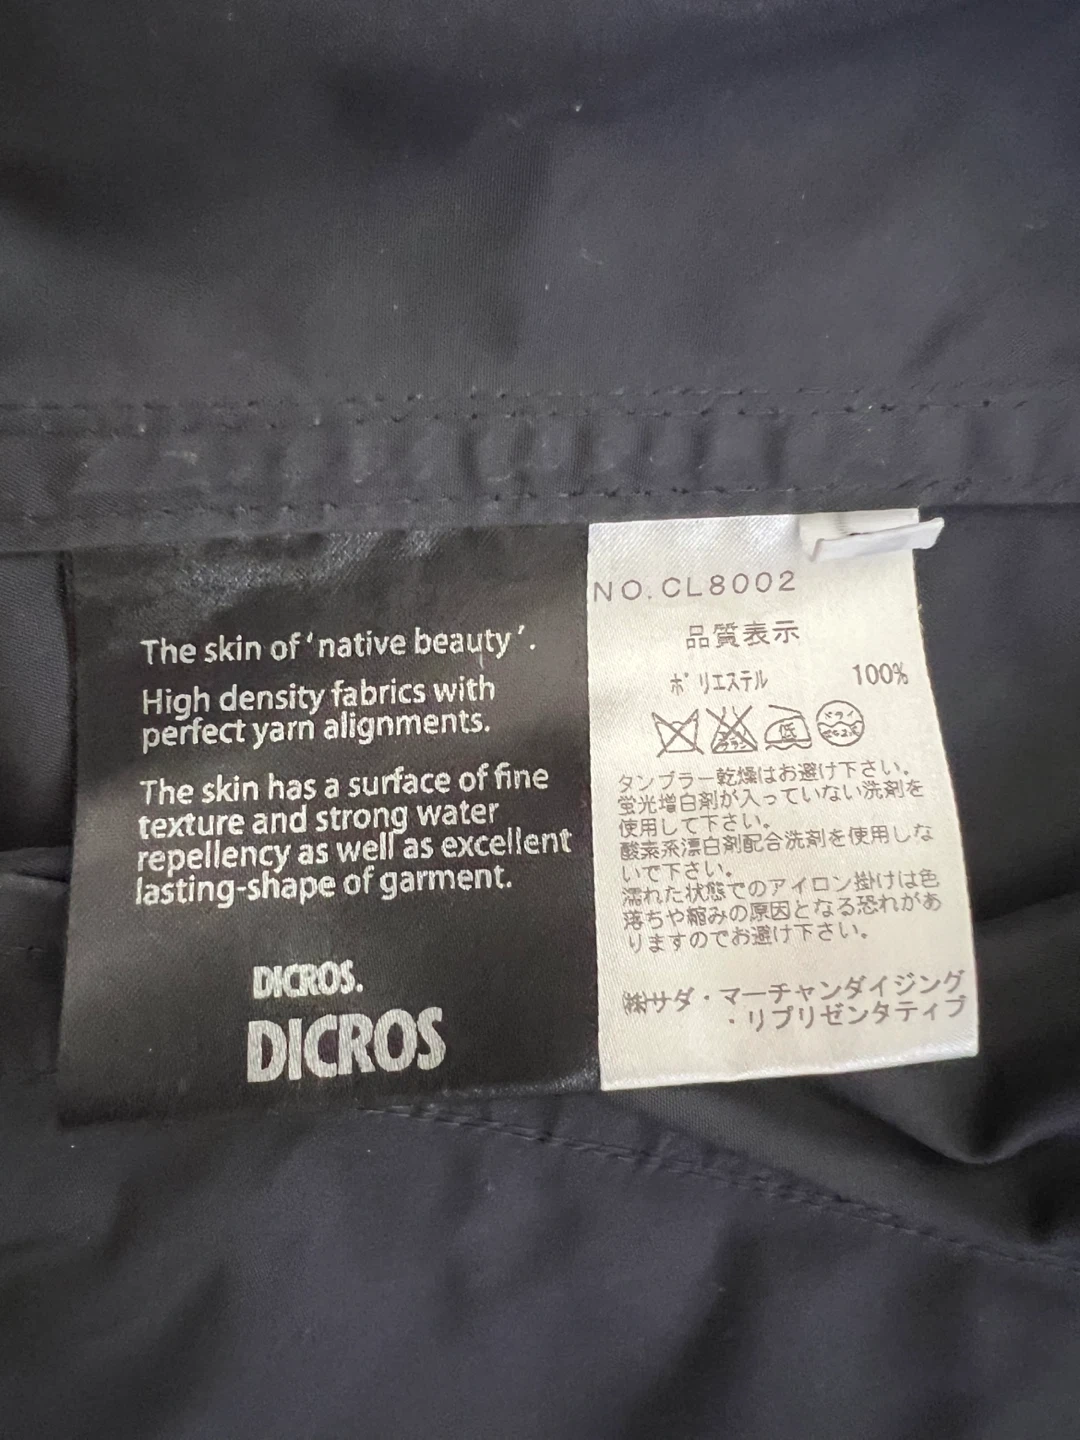 The skin of ‘native beauty’.
High density fabrics with
perfect yarn alignments.
The skin has a surface of fine
texture and strong water
repellency as well as excellent
lasting-shape of garment.
DICROS.
DICROS
NO.CL8002
品質表示
ポリエステル 100%
低
ドライ
タンブラー乾燥はお避け下さい。
蛍光増白剤が入っていない洗剤を
使用して下さい。
酸素系漂白剤配合洗剤を使用しな
いで下さい。
濡れた状態でのアイロン掛けは色
落ちや縮みの原因となる恐れがあ
りますのでお避け下さい。
㈱サダ・マーチャンダイジング
・リプリゼンタティブ